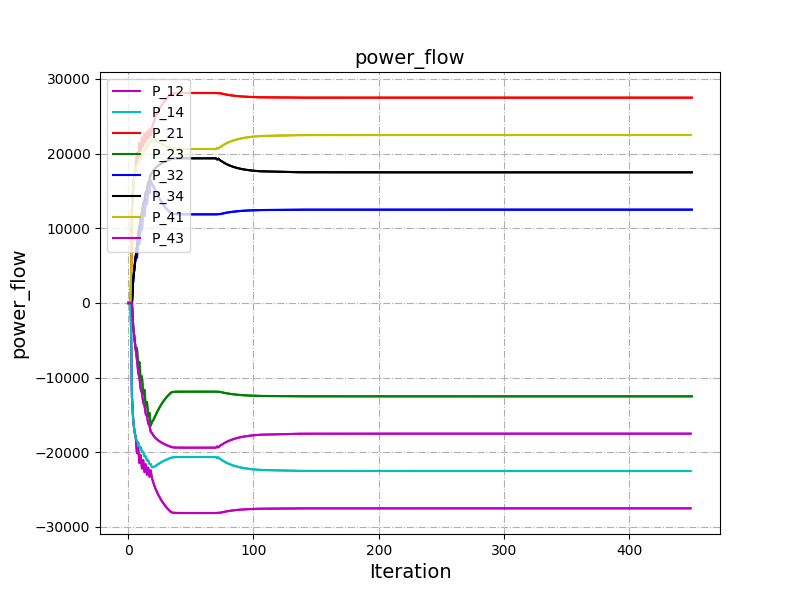 power_flow
30000
20000
10000
0
−10000
−20000
−30000
power_flow
P_12
P_14
P_21
P_23
P_32
P_34
P_41
P_43
0
100
200
300
400
Iteration